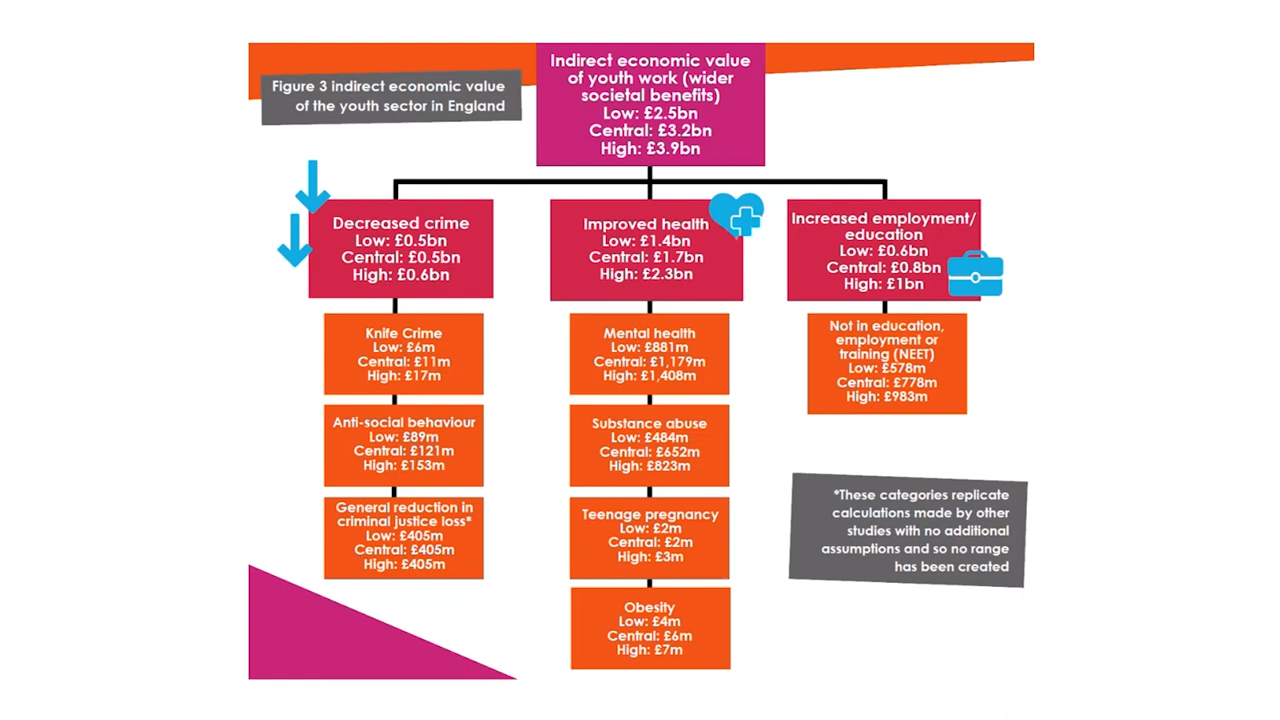 Figure 3 indirect economic value
of the youth sector in England
Indirect economic value
of youth work (wider
societal benefits)
Low: £2.5bn
Central: £3.2bn
High: £3.9bn
Decreased crime
Low: £0.5bn
Central: £0.5bn
High: £0.6bn
Knife Crime
Low: £6m
Central: £11m
High: £17m
Anti-social behaviour
Low: £89m
Central: £121m
High: £153m
General reduction in
criminal justice loss*
Low: £405m
Central: £405m
High: £405m
Improved health
Low: £1.4bn
Central: £1.7bn
High: £2.3bn
Mental health
Low: £881m
Central: £1,179m
High: £1,408m
Substance abuse
Low: £484m
Central: £652m
High: £823m
Teenage pregnancy
Low: £2m
Central: £2m
High: £3m
Obesity
Low: £4m
Central: £6m
High: £7m
Increased employment/
education
Low: £0.6bn
Central: £0.8bn
High: £1bn
Not in education,
employment or
training (NEET)
Low: £578m
Central: £778m
High: £983m
*These categories replicate
calculations made by other
studies with no additional
assumptions and so no range
has been created